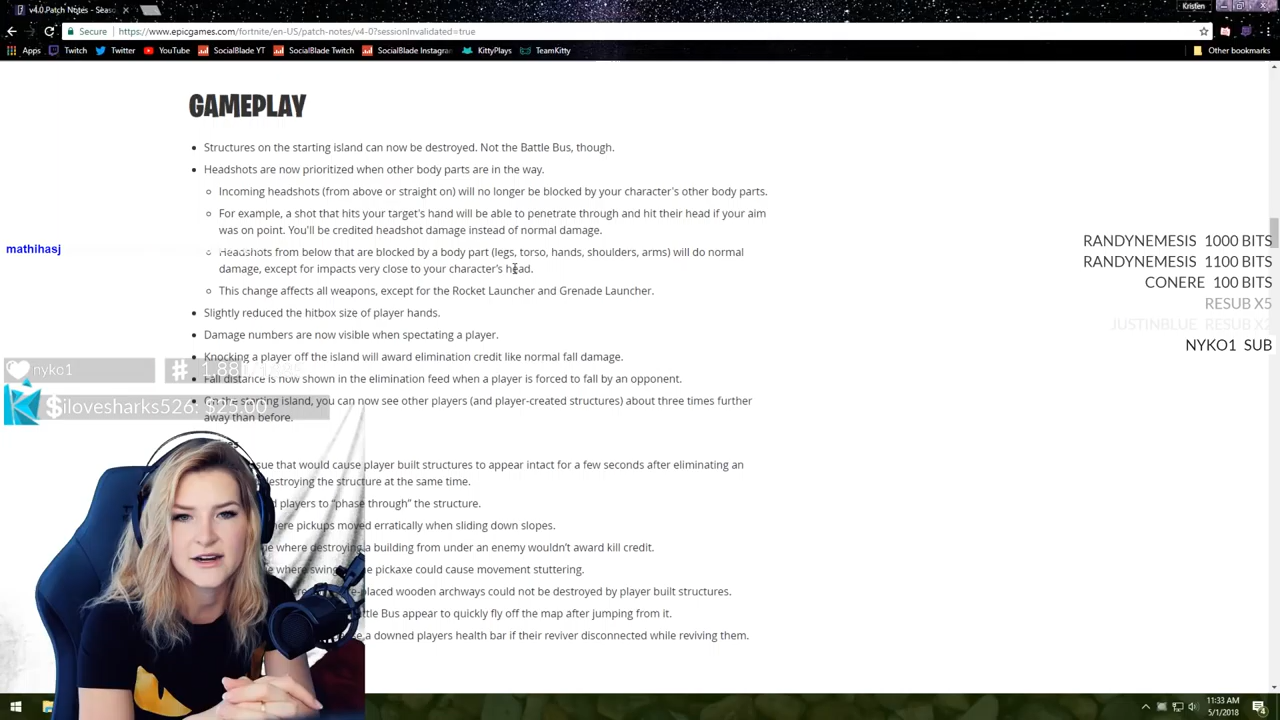 v4.0 Patch Notes - Seaso
Kristen
Secure https://www.epicgames.com/fortnite/en-US/patch-notes/v4-0?sessionInvalidated=true
Apps Twitch Twitter YouTube SocialBlade YT SocialBlade Twitch SocialBlade Instagram KittyPlays TeamKitty Other bookmarks
GAMEPLAY
Structures on the starting island can now be destroyed. Not the Battle Bus, though.
Headshots are now prioritized when other body parts are in the way.
Incoming headshots (from above or straight on) will no longer be blocked by your character's other body parts.
For example, a shot that hits your target's hand will be able to penetrate through and hit their head if your aim
was on point. You'll be credited headshot damage instead of normal damage.
mathihasj
Headshots from below that are blocked by a body part (legs, torso, hands, shoulders, arms) will do normal
damage, except for impacts very close to your character's head.
This change affects all weapons, except for the Rocket Launcher and Grenade Launcher.
Slightly reduced the hitbox size of player hands.
Damage numbers are now visible when spectating a player.
Knocking a player off the island will award elimination credit like normal fall damage.
Fall distance is now shown in the elimination feed when a player is forced to fall by an opponent.
On the starting island, you can now see other players (and player-created structures) about three times further
away than before.
RANDYNEMESIS 1000 BITS
RANDYNEMESIS 1100 BITS
CONERE 100 BITS
RESUB X5
JUSTINBLUE RESUB X2
NYKO1 SUB
nyko1
# 1,881
K $ilovesharks526: $25.00
sue that would cause player built structures to appear intact for a few seconds after eliminating an
destroying the structure at the same time.
players to "phase through" the structure.
here pickups moved erratically when sliding down slopes.
e where destroying a building from under an enemy wouldn't award kill credit.
e where swing the pickaxe could cause movement stuttering.
-placed wooden archways could not be destroyed by player built structures.
ttle Bus appear to quickly fly off the map after jumping from it.
a downed players health bar if their reviver disconnected while reviving them.
11:33 AM
5/1/2018